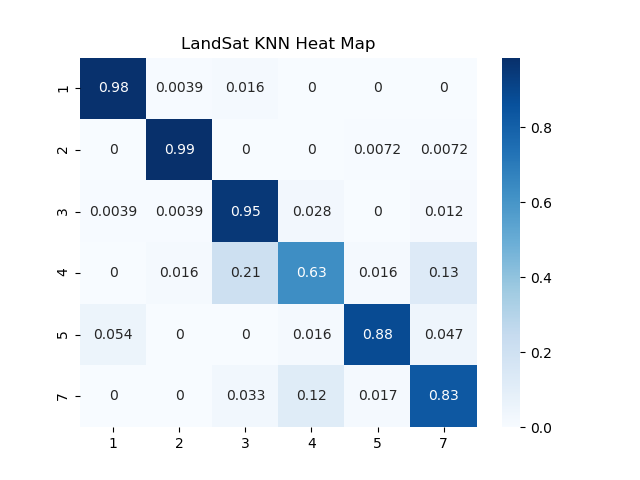 LandSat KNN Heat Map
1 0.98 0.0039 0.016 0 0 0
2 0 0.99 0 0 0.0072 0.0072
3 0.0039 0.0039 0.95 0.028 0 0.012
4 0 0.016 0.21 0.63 0.016 0.13
5 0.054 0 0 0.016 0.88 0.047
7 0 0 0.033 0.12 0.017 0.83
1 2 3 4 5 7
0.8
0.6
0.4
0.2
0.0